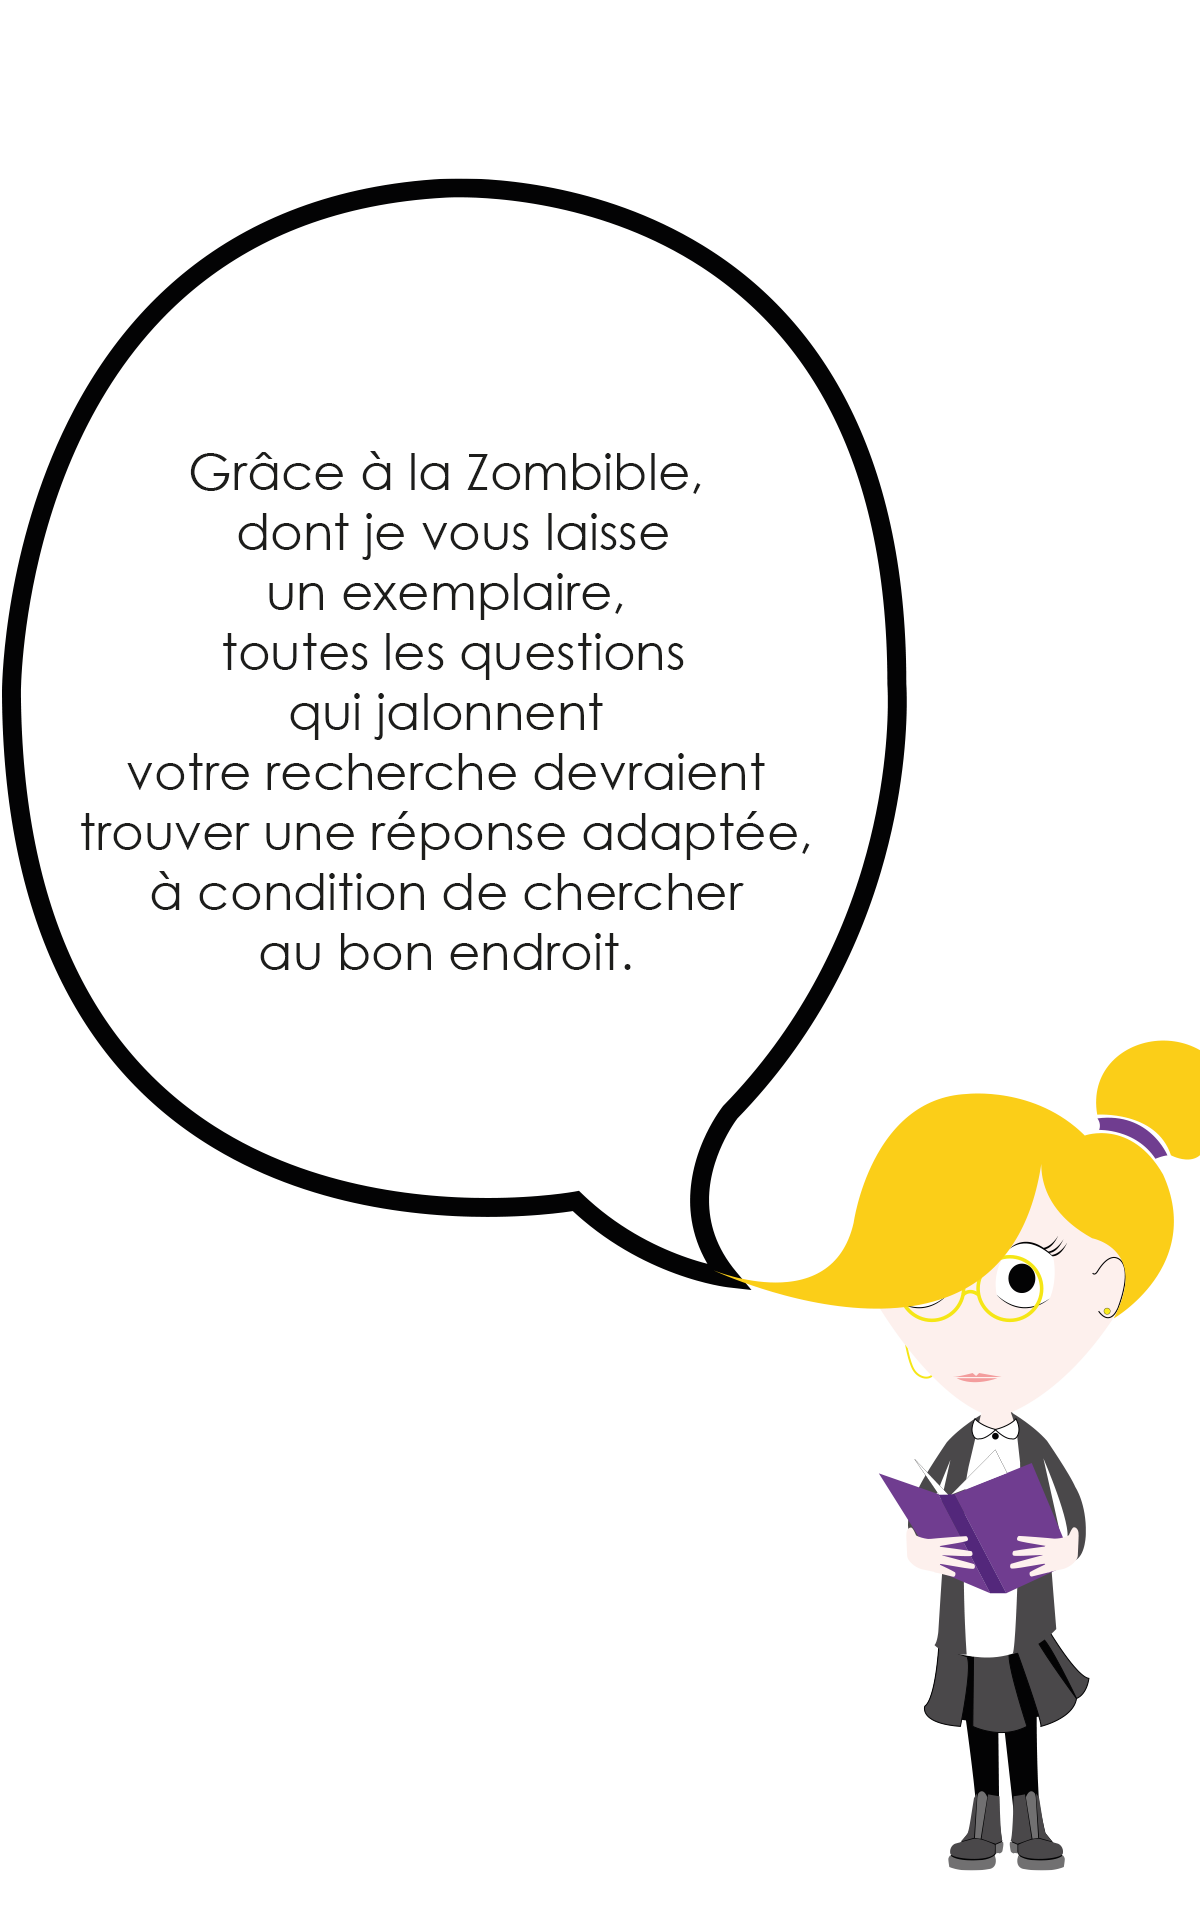 Grâce à la Zombible,
dont je vous laisse
un exemplaire,
toutes les questions
qui jalonnent
votre recherche devraient
trouver une réponse adaptée,
à condition de chercher
au bon endroit.